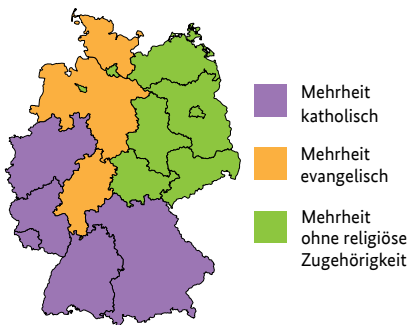 Mehrheit
katholisch
Mehrheit
evangelisch
Mehrheit
ohne religiöse
Zugehörigkeit